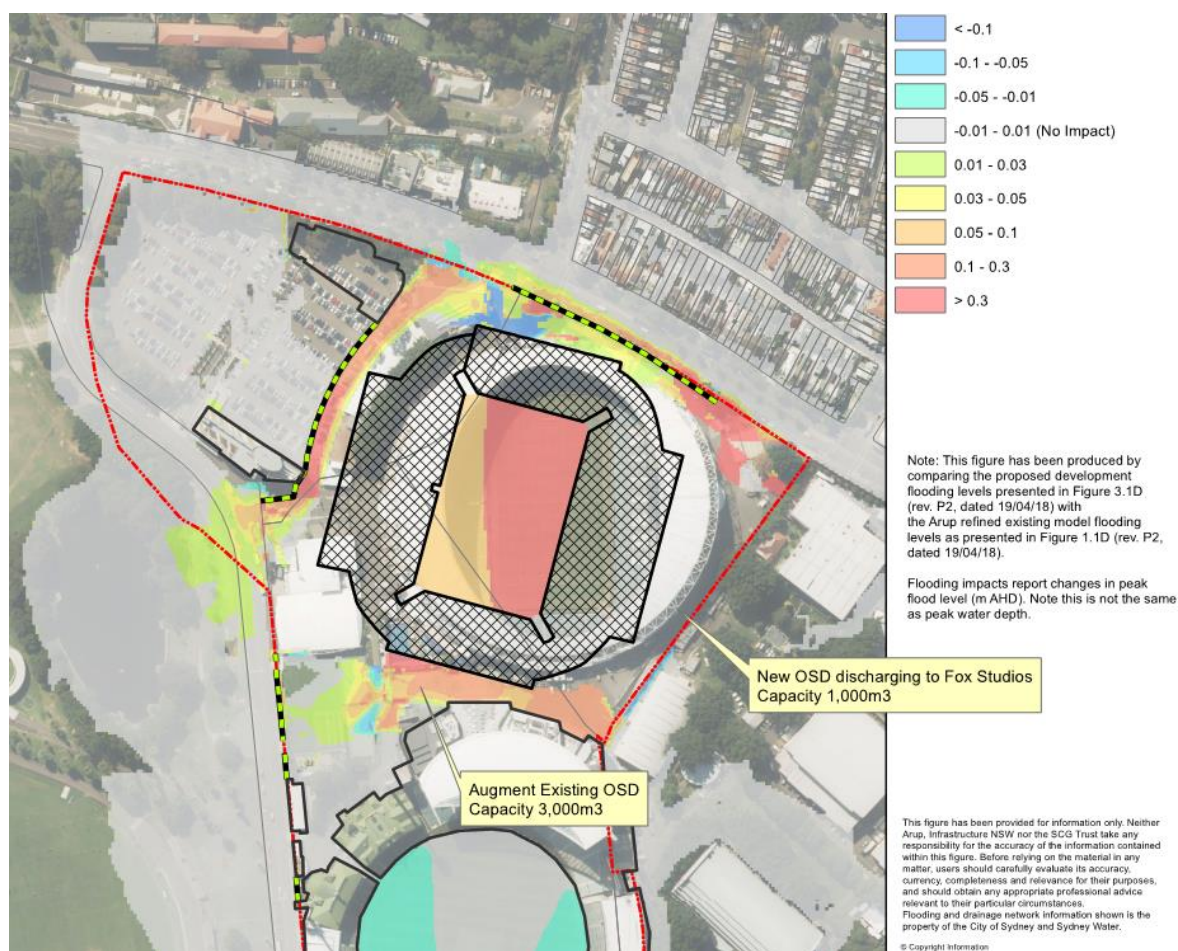 < -0.1
-0.1 - -0.05
-0.05 - -0.01
-0.01 - 0.01 (No Impact)
0.01 - 0.03
0.03 - 0.05
0.05 - 0.1
0.1 - 0.3
> 0.3
Note: This figure has been produced by
comparing the proposed development
flooding levels presented in Figure 3.1D
(rev. P2, dated 19/04/18) with
the Arup refined existing model flooding
levels as presented in Figure 1.1D (rev. P2,
dated 19/04/18).
Flooding impacts report changes in peak
flood level (m AHD). Note this is not the same
as peak water depth.
New OSD discharging to Fox Studios
Capacity 1,000m3
Augment Existing OSD
Capacity 3,000m3
This figure has been provided for information only. Neither
Arup, Infrastructure NSW nor the SCG Trust take any
responsibility for the accuracy of the information contained
within this figure. Before relying on the material in any
matter, users should carefully evaluate its accuracy,
currency, completeness and relevance for their purposes,
and should obtain any appropriate professional advice
relevant to their particular circumstances.
Flooding and drainage network information shown is the
property of the City of Sydney and Sydney Water.
© Copyright Information